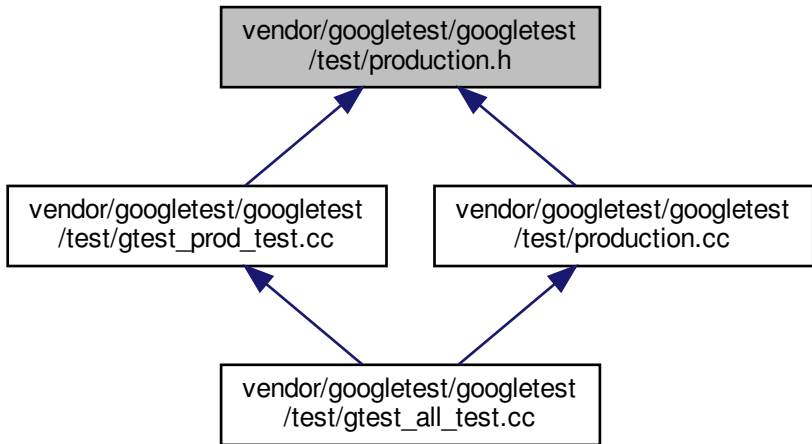 vendor/googletest/googletest
/test/production.h
vendor/googletest/googletest
/test/gtest_prod_test.cc
vendor/googletest/googletest
/test/production.cc
vendor/googletest/googletest
/test/gtest_all_test.cc